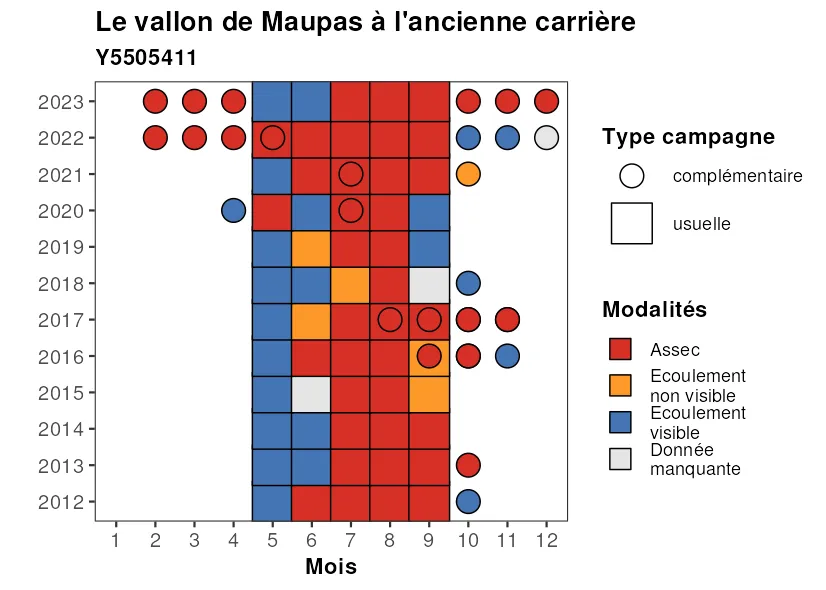 Le vallon de Maupas à l'ancienne carrière
Y5505411
2023
2022
2021
2020
2019
2018
2017
2016
2015
2014
2013
2012
1 2 3 4 5 6 7 8 9 10 11 12
Mois
Type campagne
complémentaire
usuelle
Modalités
Assec
Ecoulement
non visible
Ecoulement
visible
Donnée
manquante